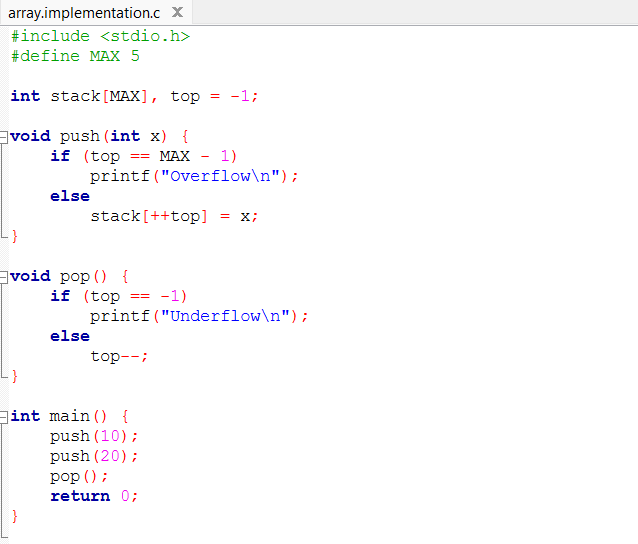 array.implementation.c X
#include <stdio.h>
#define MAX 5

int stack[MAX], top = -1;

void push(int x) {
    if (top == MAX - 1)
        printf("Overflow\n");
    else
        stack[++top] = x;
}

void pop() {
    if (top == -1)
        printf("Underflow\n");
    else
        top--;
}

int main() {
    push(10);
    push(20);
    pop();
    return 0;
}